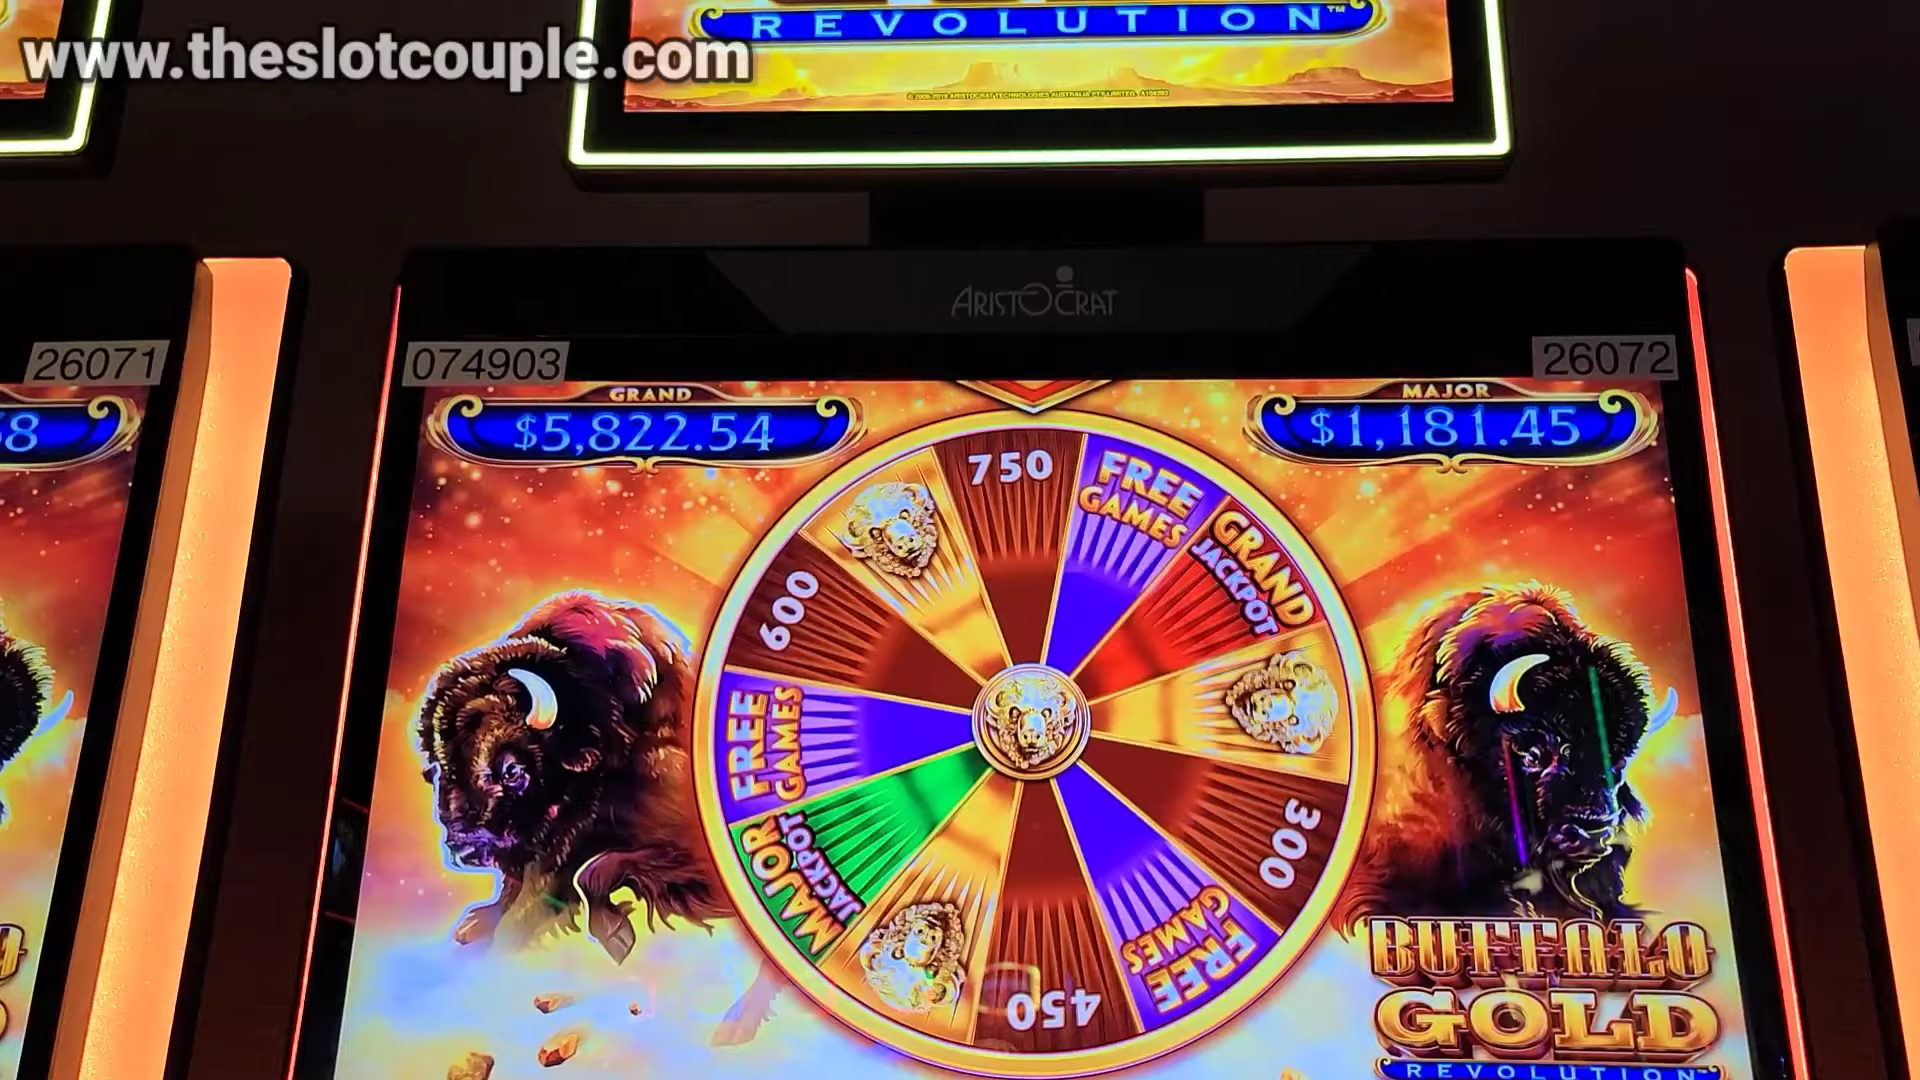 REVOLUTION™
www.theslotcouple.com
ARISTOCRAT
26071
074903
26072
GRAND
$5,822.54
MAJOR
$1,181.45
750
FREE
GAMES
GRAND
JACKPOT
600
300
FREE
GAMES
MAJOR
JACKPOT
FREE
GAMES
450
BUFFALO
GOLD
REVOLUTION